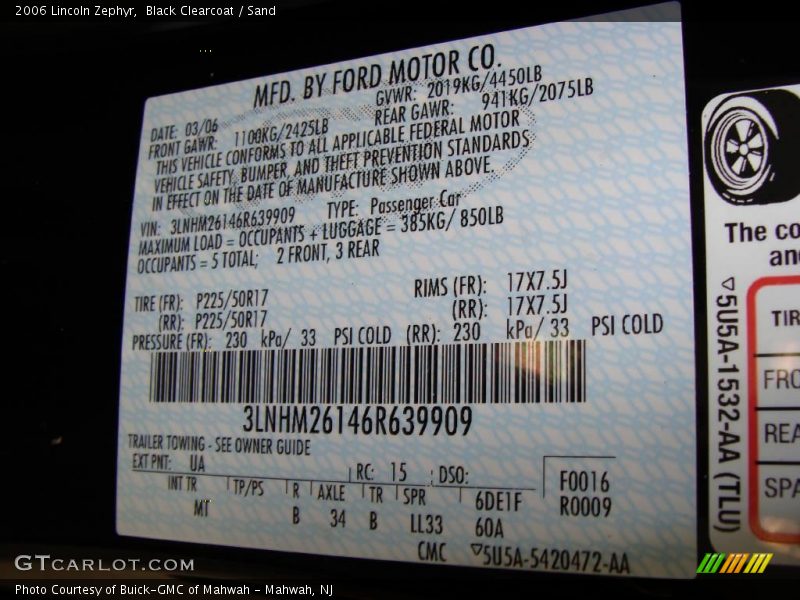 2006 Lincoln Zephyr, Black Clearcoat / Sand
MFD. BY FORD MOTOR CO.
DATE: 03/06 GVWR: 2019KG/4450LB
FRONT GAWR: 1100KG/2425LB REAR GAWR: 941KG/2075LB
THIS VEHICLE CONFORMS TO ALL APPLICABLE FEDERAL MOTOR
VEHICLE SAFETY, BUMPER, AND THEFT PREVENTION STANDARDS
IN EFFECT ON THE DATE OF MANUFACTURE SHOWN ABOVE.
VIN: 3LNHM26146R639909 TYPE: Passenger Car
MAXIMUM LOAD = OCCUPANTS + LUGGAGE = 385KG/ 850LB
OCCUPANTS = 5 TOTAL; 2 FRONT, 3 REAR
TIRE (FR): P225/50R17 RIMS (FR): 17X7.5J
(RR): P225/50R17 (RR): 17X7.5J
PRESSURE (FR): 230 kPa/ 33 PSI COLD (RR): 230 kPa/ 33 PSI COLD
3LNHM26146R639909
TRAILER TOWING - SEE OWNER GUIDE
EXT PNT: UA RC: 15 DSO: F0016
INT TR TP/PS R AXLE TR SPR 6DE1F R0009
MT B 34 B LL33 60A
CMC ▽5U5A-5420472-AA
The co
and
▽5U5A-1532-AA (TLU)
TIR
FRO
REA
SPA
GTCARLOT.COM
Photo Courtesy of Buick-GMC of Mahwah - Mahwah, NJ